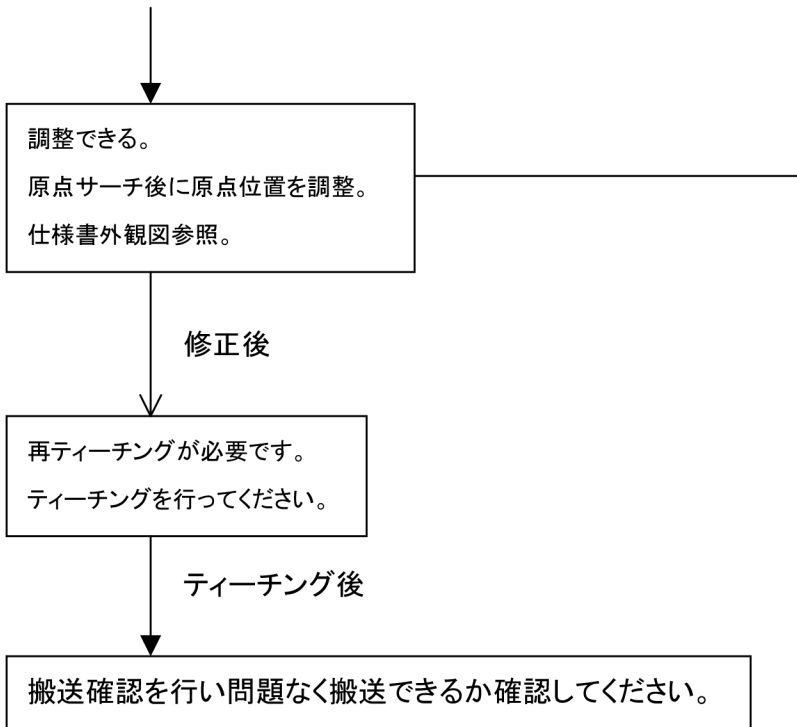 調整できる。
原点サーチ後に原点位置を調整。
仕様書外観図参照。
修正後
再ティーチングが必要です。
ティーチングを行ってください。
ティーチング後
搬送確認を行い問題なく搬送できるか確認してください。